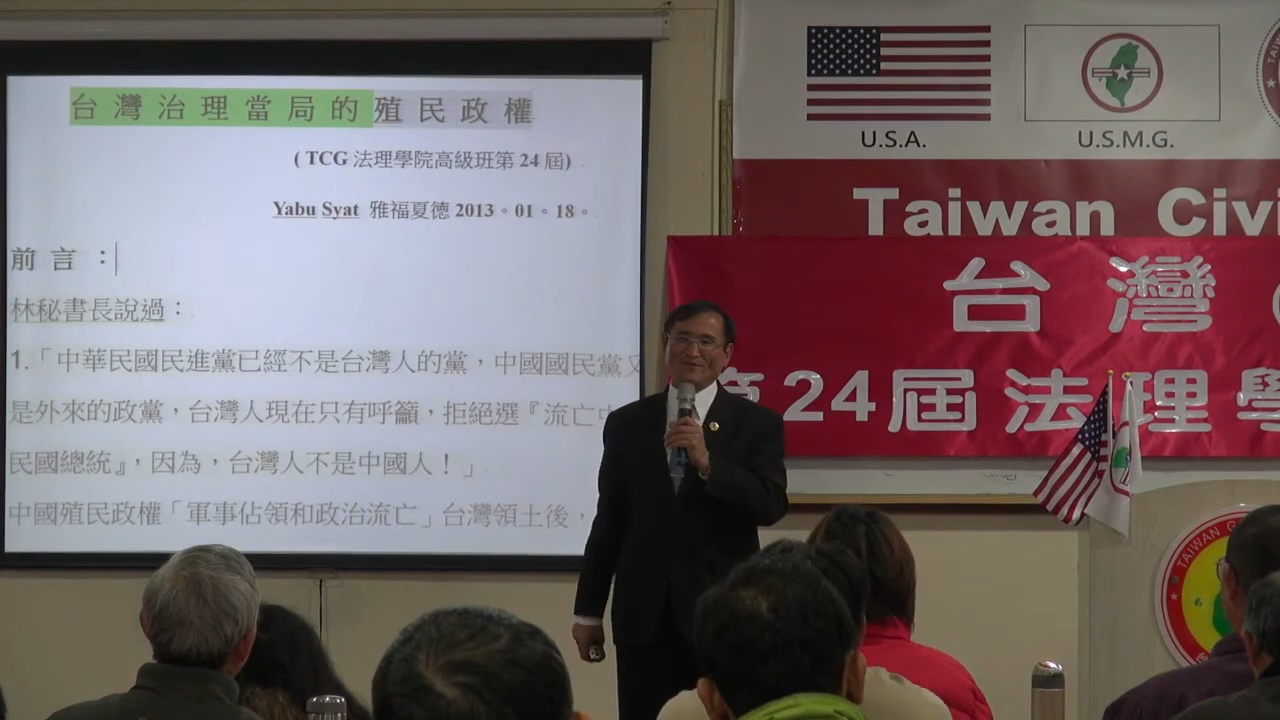 台灣治理當局的殖民政權
( TCG 法理學院高級班第 24 屆)
Yabu Syat 雅福夏德 2013。01。18。
前言：
林秘書長說過：
1.「中華民國民進黨已經不是台灣人的黨，中國國民黨又
是外來的政黨，台灣人現在只有呼籲，拒絕選『流亡中
民國總統』，因為，台灣人不是中國人！」
中國殖民政權「軍事佔領和政治流亡」台灣領土後，
U.S.A.
U.S.M.G.
Taiwan Civi
台灣
第24屆法理學
TAIWAN G